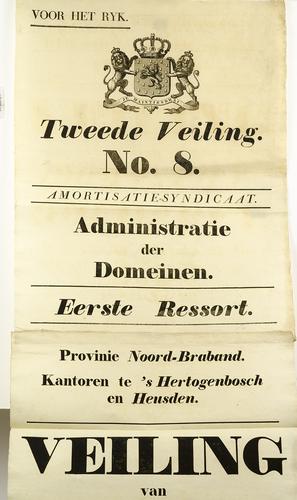 VOOR HET RYK.
JE MAINTIENDRAI
Tweede Veiling.
No. 8.
AMORTISATIE-SYNDICAAT.
Administratie
der
Domeinen.
Eerste Ressort.
Provinie Noord-Braband.
Kantoren te 's Hertogenbosch
en Heusden.
VEILING
van